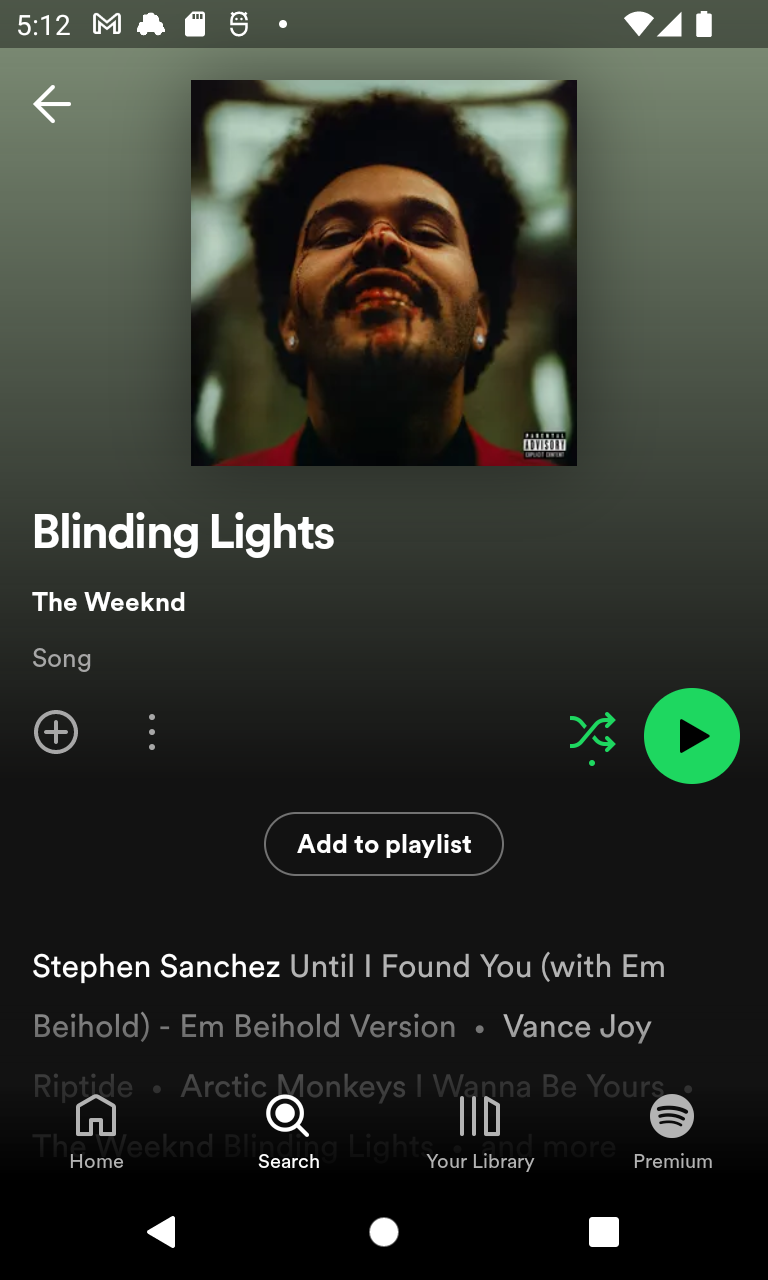 5:12
PARENTAL
ADVISORY
EXPLICIT CONTENT
Blinding Lights
The Weeknd
Song
Add to playlist
Stephen Sanchez Until I Found You (with Em
Beihold) - Em Beihold Version • Vance Joy
Riptide • Arctic Monkeys I Wanna Be Yours •
The Weeknd Blinding Lights • and more
Home
Search
Your Library
Premium